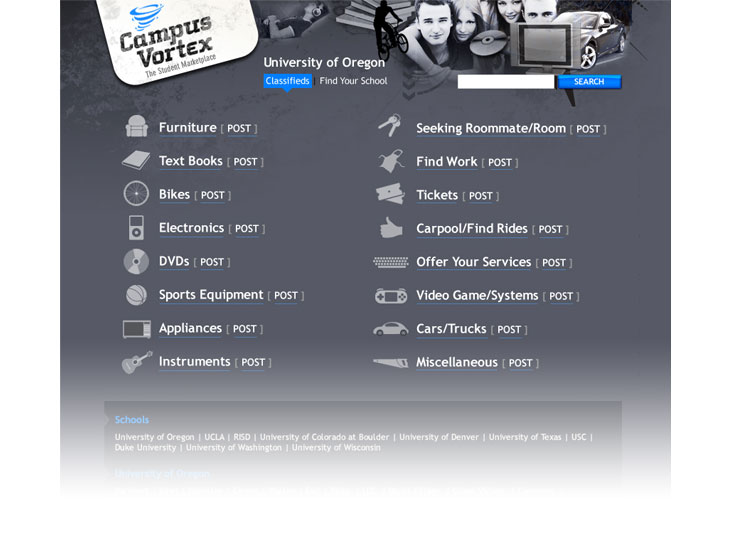 Campus
Vortex
The Student Marketplace
University of Oregon
Classifieds | Find Your School
SEARCH
Furniture [ POST ]
Text Books [ POST ]
Bikes [ POST ]
Electronics [ POST ]
DVDs [ POST ]
Sports Equipment [ POST ]
Appliances [ POST ]
Instruments [ POST ]
Seeking Roommate/Room [ POST ]
Find Work [ POST ]
Tickets [ POST ]
Carpool/Find Rides [ POST ]
Offer Your Services [ POST ]
Video Game/Systems [ POST ]
Cars/Trucks [ POST ]
Miscellaneous [ POST ]
Schools
University of Oregon | UCLA | RISD | University of Colorado at Boulder | University of Denver | University of Texas | USC |
Duke University | University of Washington | University of Wisconsin
University of Oregon